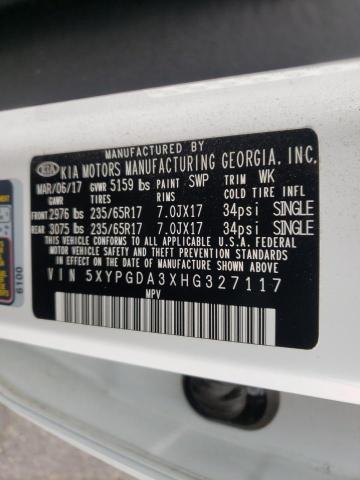 MANUFACTURED BY
KIA KIA MOTORS MANUFACTURING GEORGIA, INC.
MAR/06/17 GVWR 5159 lbs PAINT SWP TRIM WK
GAWR TIRES RIMS COLD TIRE INFL
FRONT 2976 lbs 235/65R17 7.0JX17 34psi SINGLE
REAR 3075 lbs 235/65R17 7.0JX17 34psi SINGLE
THIS VEHICLE CONFORMS TO ALL APPLICABLE U.S.A. FEDERAL
MOTOR VEHICLE SAFETY STANDARDS IN EFFECT ON THE
DATE OF MANUFACTURE SHOWN ABOVE.
VIN 5XYPGDA3XHG327117
MPV
6100